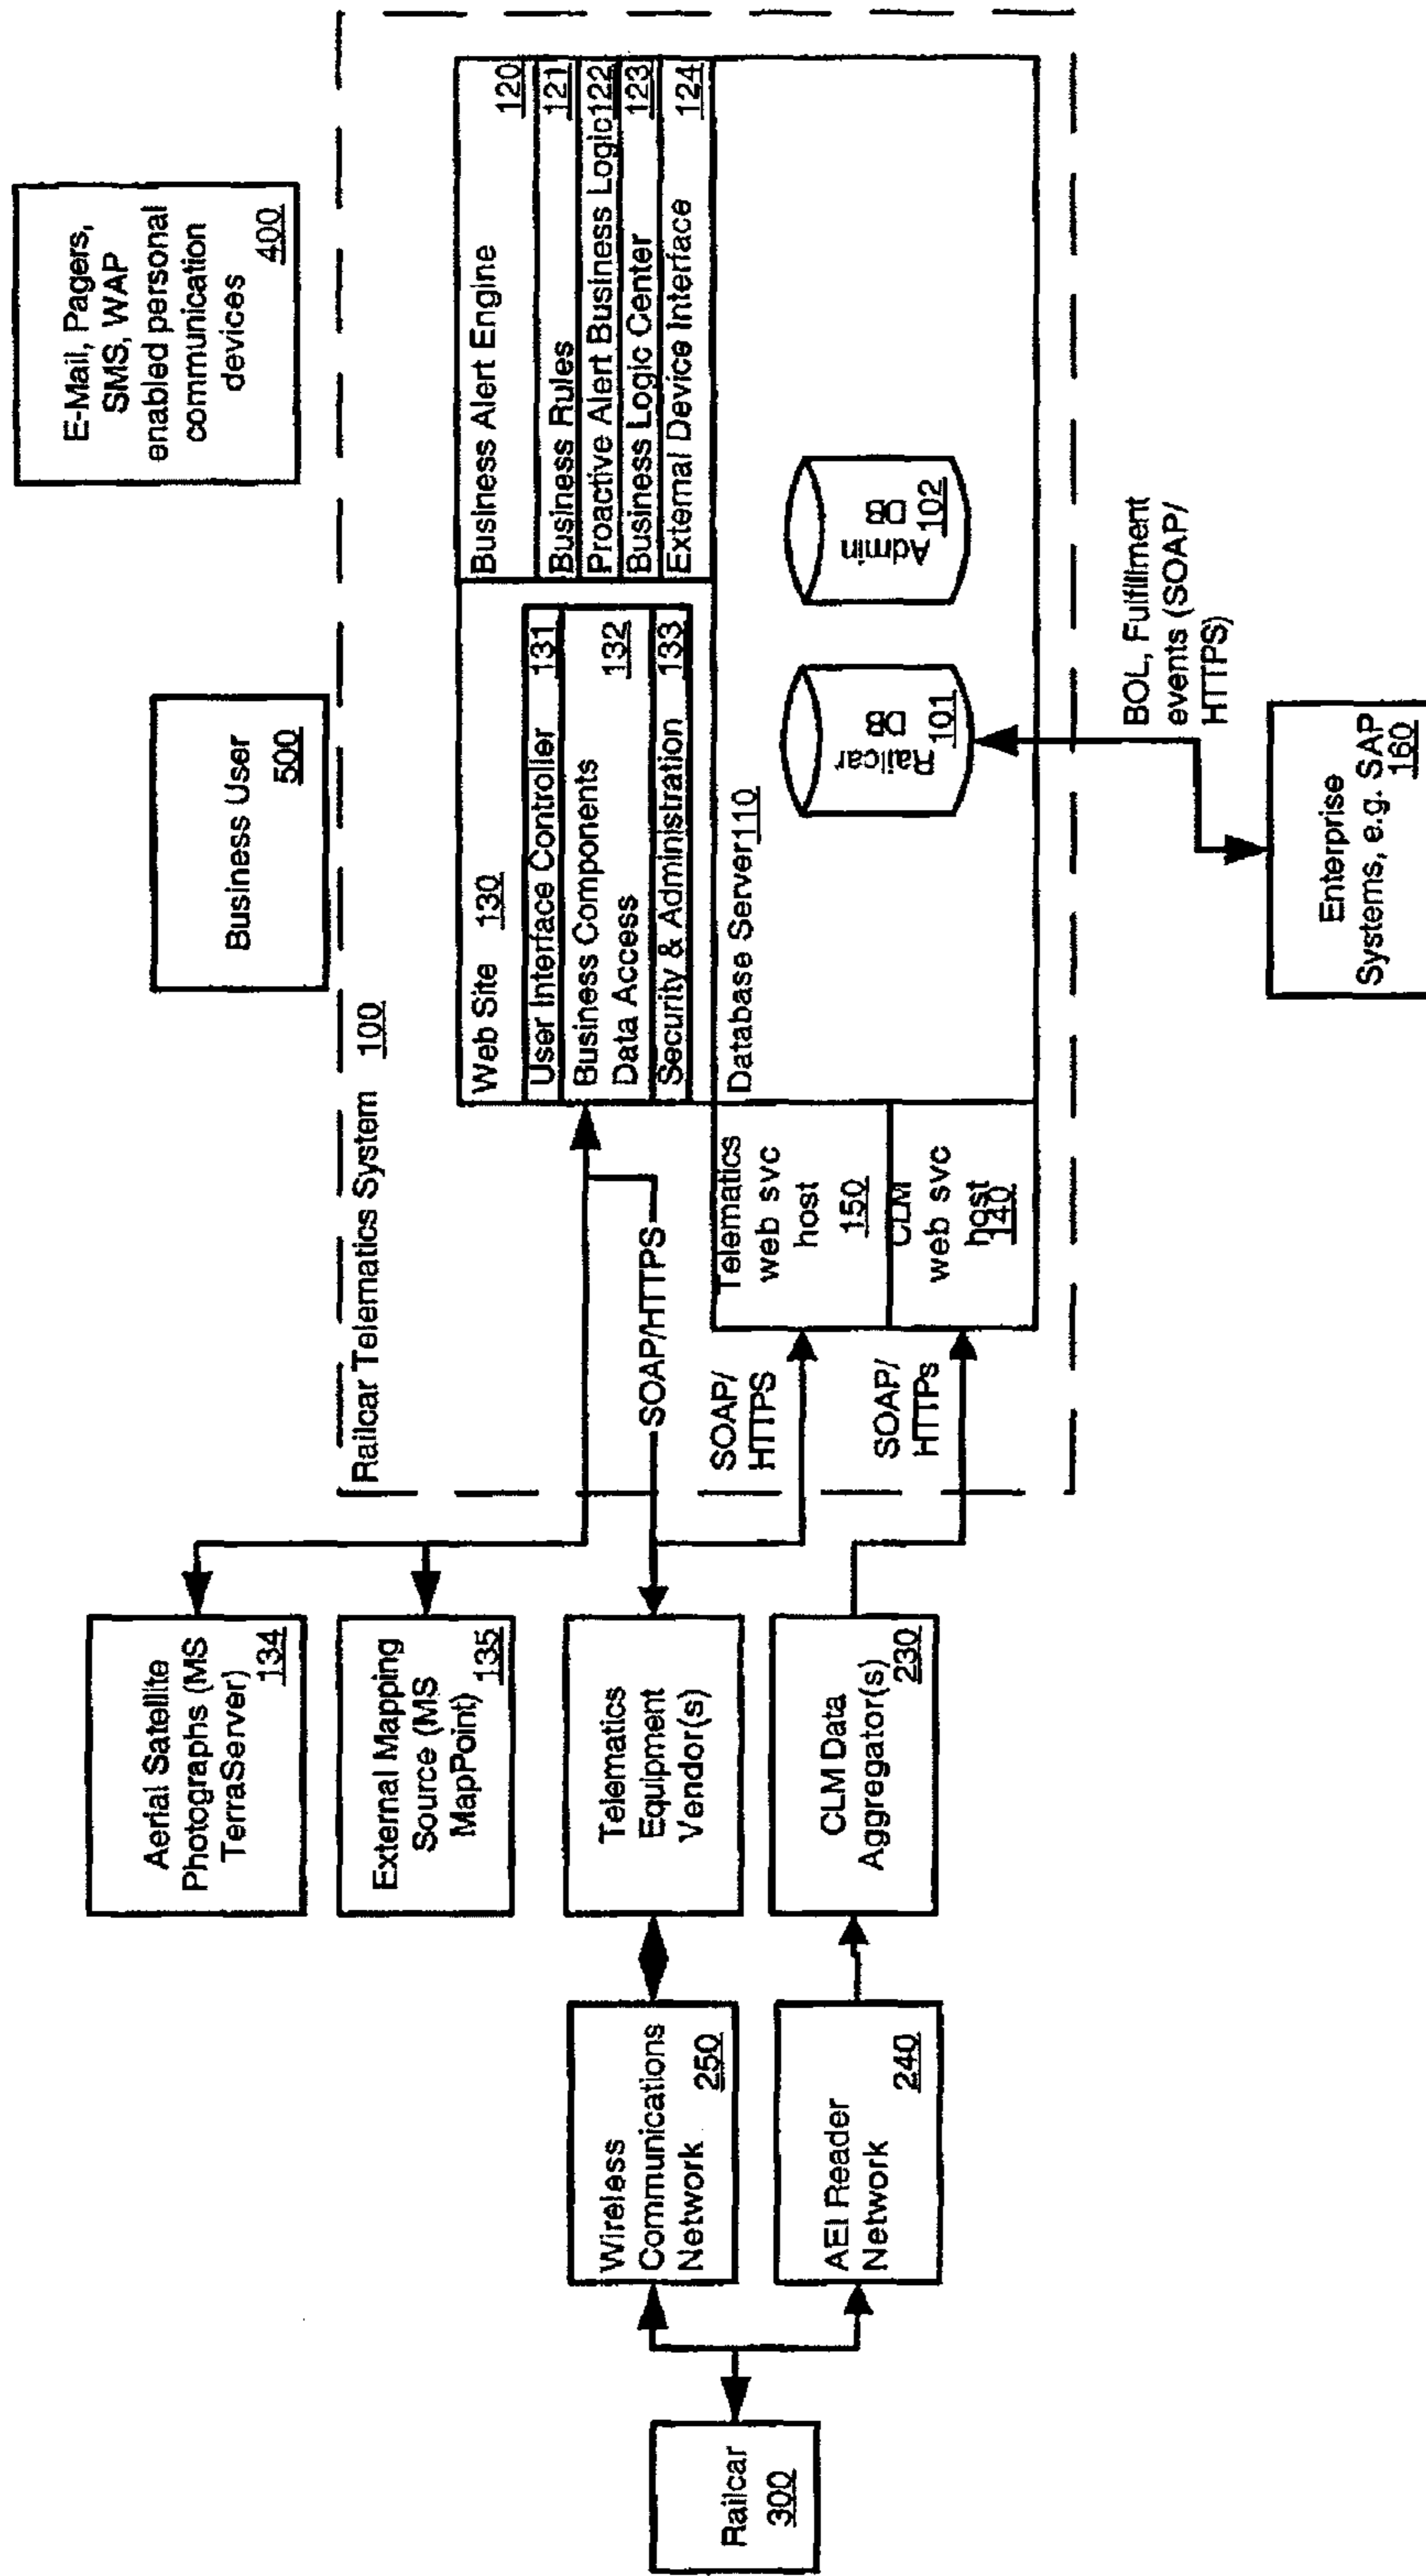 E-Mail, Pagers,
SMS, WAP
enabled personal
communication
devices
400
Business User
500
Railcar Telematics System 100
Aerial Satellite
Photographs (MS
TerraServer)
134
External Mapping
Source (MS
MapPoint)
135
Telematics
Equipment
Vendor(s)
CLM Data
Aggregator(s)
230
Wireless
Communications
Network
250
AEI Reader
Network
240
Railcar
300
SOAP/HTTPS
SOAP/
HTTPS
SOAP/
HTTPs
Web Site 130
User Interface Controller 131
Business Components
Data Access 132
Security & Administration 133
Business Alert Engine 120
Business Rules 121
Proactive Alert Business Logic 122
Business Logic Center 123
External Device Interface 124
Telematics
web svc
host
150
CLM
web svc
host
140
Database Server 110
Railcar
DB
101
Admin
DB
102
BOL, Fulfillment
events (SOAP/
HTTPS)
Enterprise
Systems, e.g. SAP
160